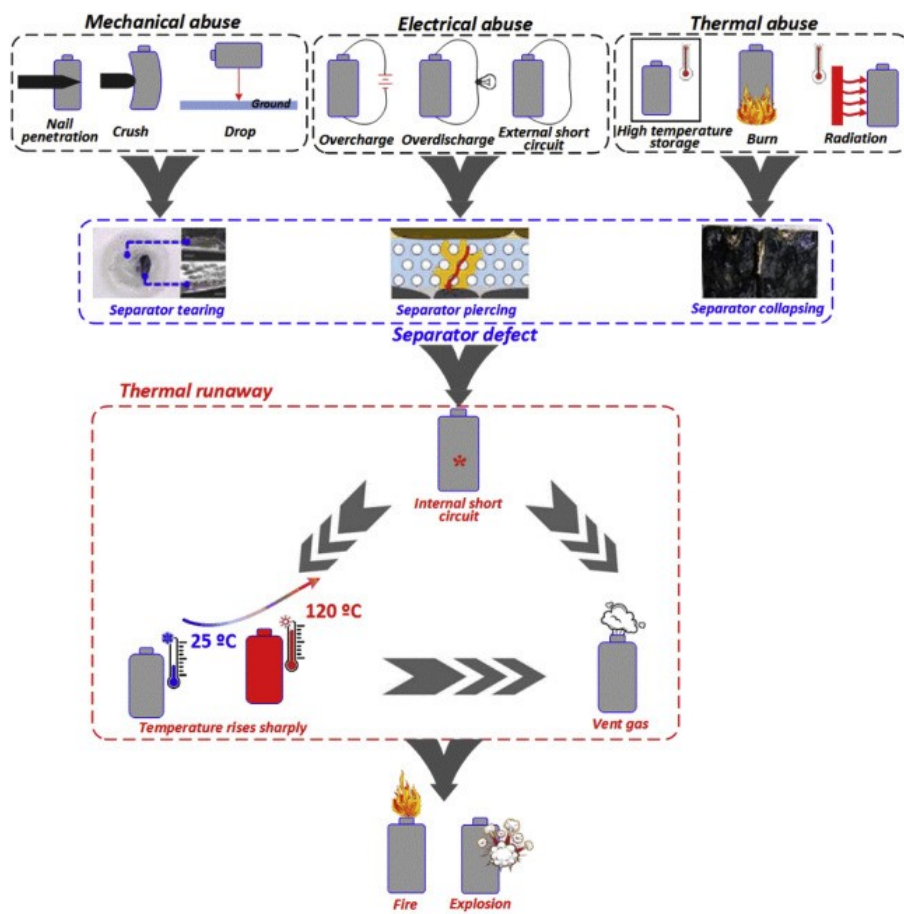 Mechanical abuse
Electrical abuse
Thermal abuse
Ground
Nail
penetration
Crush
Drop
Overcharge
Overdischarge
External short
circuit
High temperature
storage
Burn
Radiation
Separator tearing
Separator piercing
Separator collapsing
Separator defect
Thermal runaway
*
Internal short
circuit
25 ºC
120 ºC
Temperature rises sharply
Vent gas
Fire
Explosion